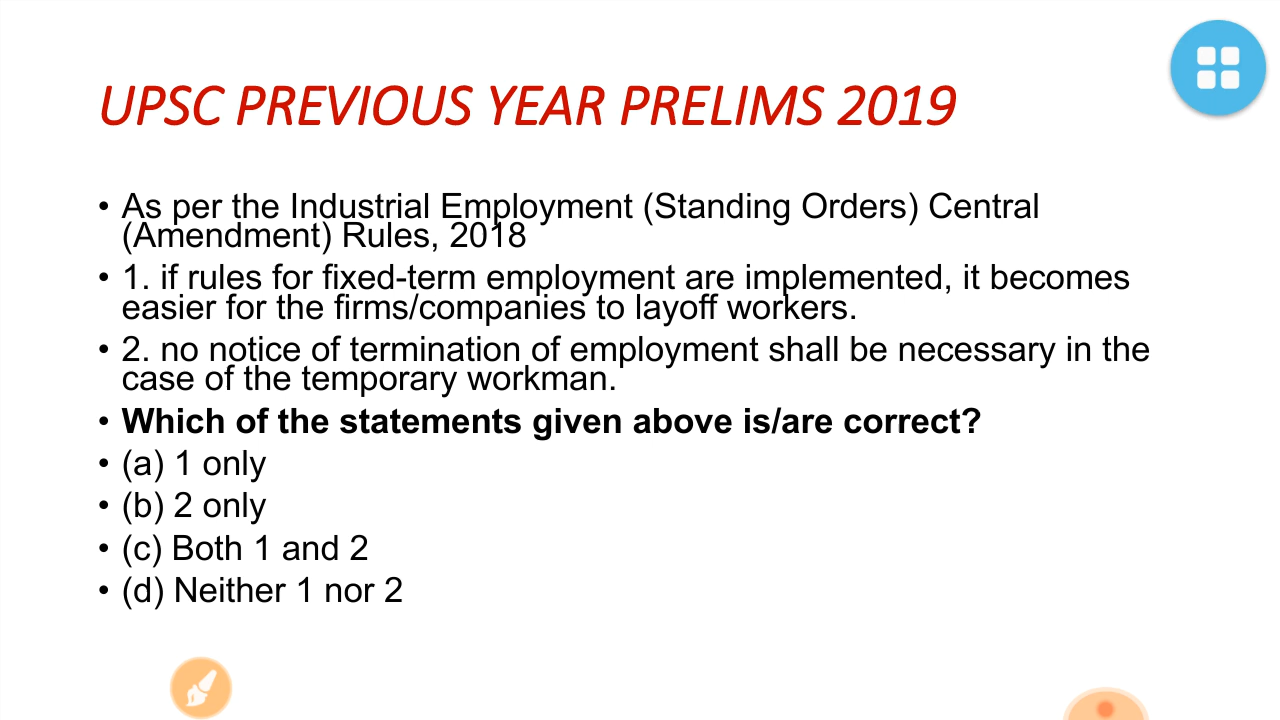 UPSC PREVIOUS YEAR PRELIMS 2019
• As per the Industrial Employment (Standing Orders) Central
(Amendment) Rules, 2018
• 1. if rules for fixed-term employment are implemented, it becomes
easier for the firms/companies to layoff workers.
• 2. no notice of termination of employment shall be necessary in the
case of the temporary workman.
• Which of the statements given above is/are correct?
• (a) 1 only
• (b) 2 only
• (c) Both 1 and 2
• (d) Neither 1 nor 2